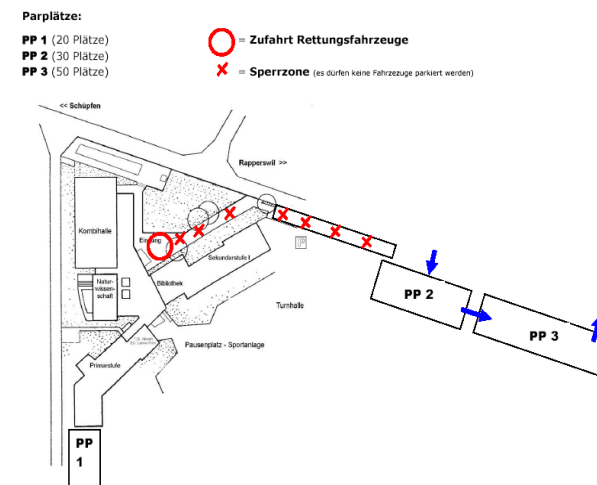 Parplätze:
PP 1 (20 Plätze)
PP 2 (30 Plätze)
PP 3 (50 Plätze)
= Zufahrt Rettungsfahrzeuge
= Sperrzone (es dürfen keine Fahrzezuge parkiert werden)
<< Schüpfen
Rapperswil >>
Kombihalle
Eingang
Sekundarstufe I
Bibliothek
Natur-
wissen-
schaft
Turnhalle
Pausenplatz - Sportanlage
Primarstufe
PP 2
PP 3
PP
1